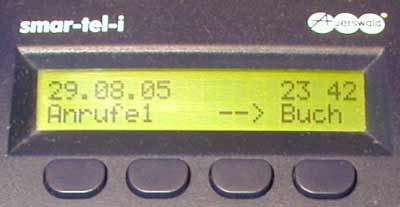 smar-tel-i
Auerswald
29.08.05 23 42
Anrufe1 --> Buch